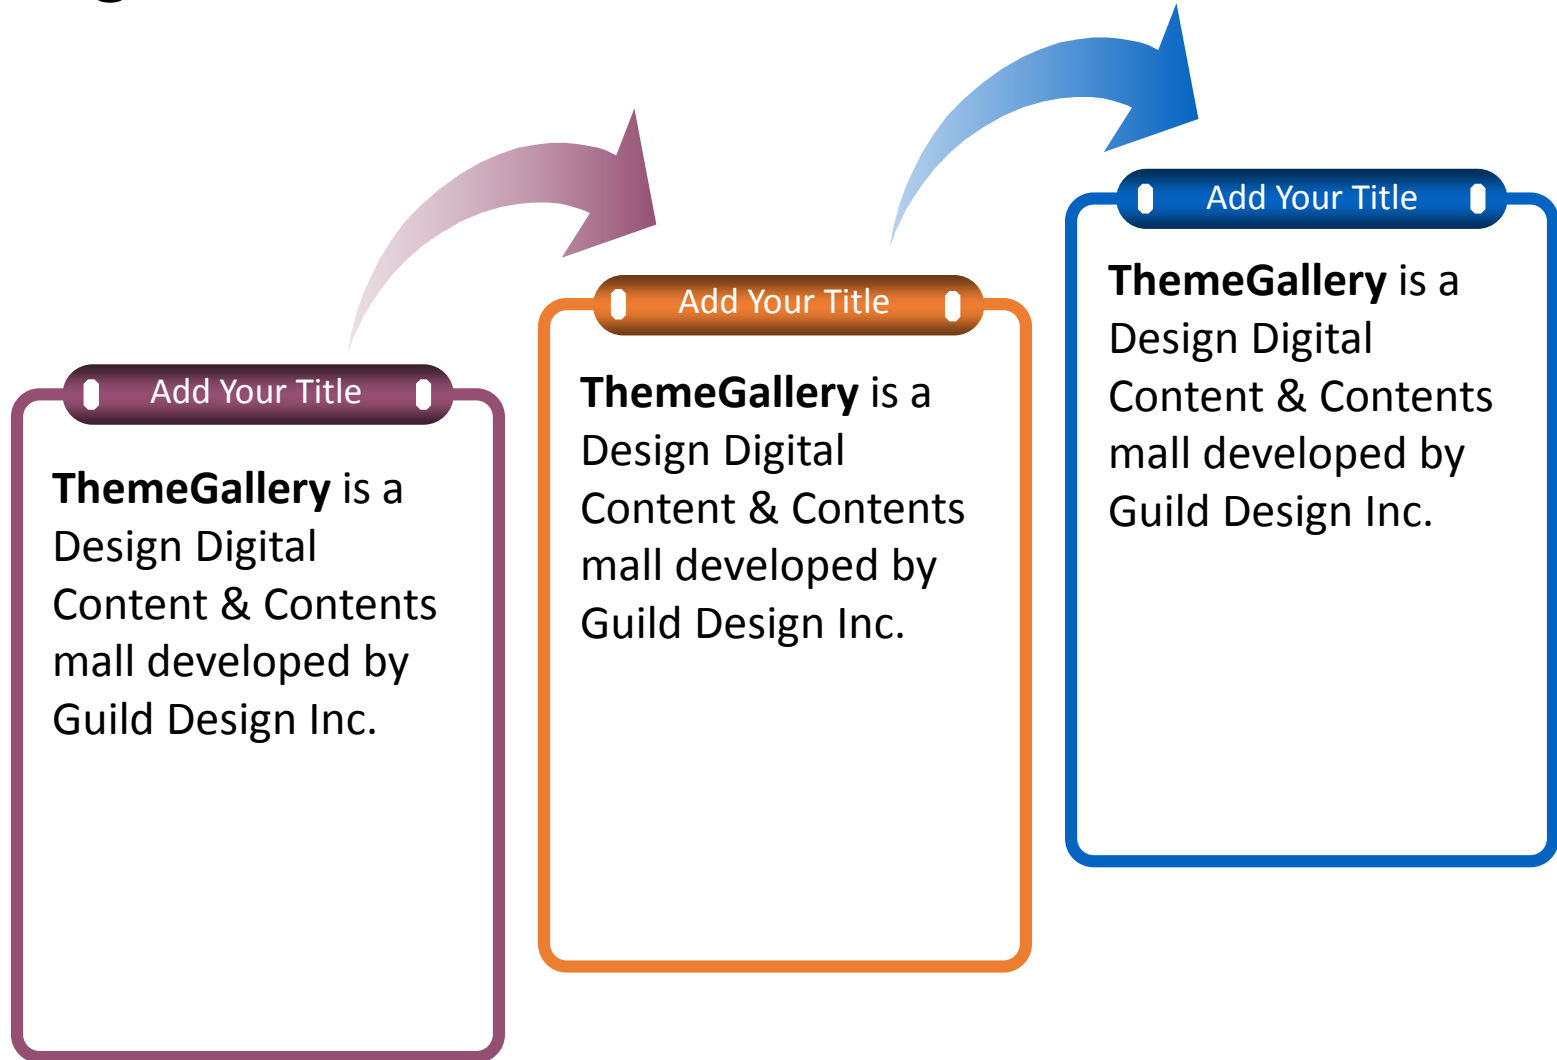 Add Your Title
ThemeGallery is a
Design Digital
Content & Contents
mall developed by
Guild Design Inc.
Add Your Title
ThemeGallery is a
Design Digital
Content & Contents
mall developed by
Guild Design Inc.
Add Your Title
ThemeGallery is a
Design Digital
Content & Contents
mall developed by
Guild Design Inc.